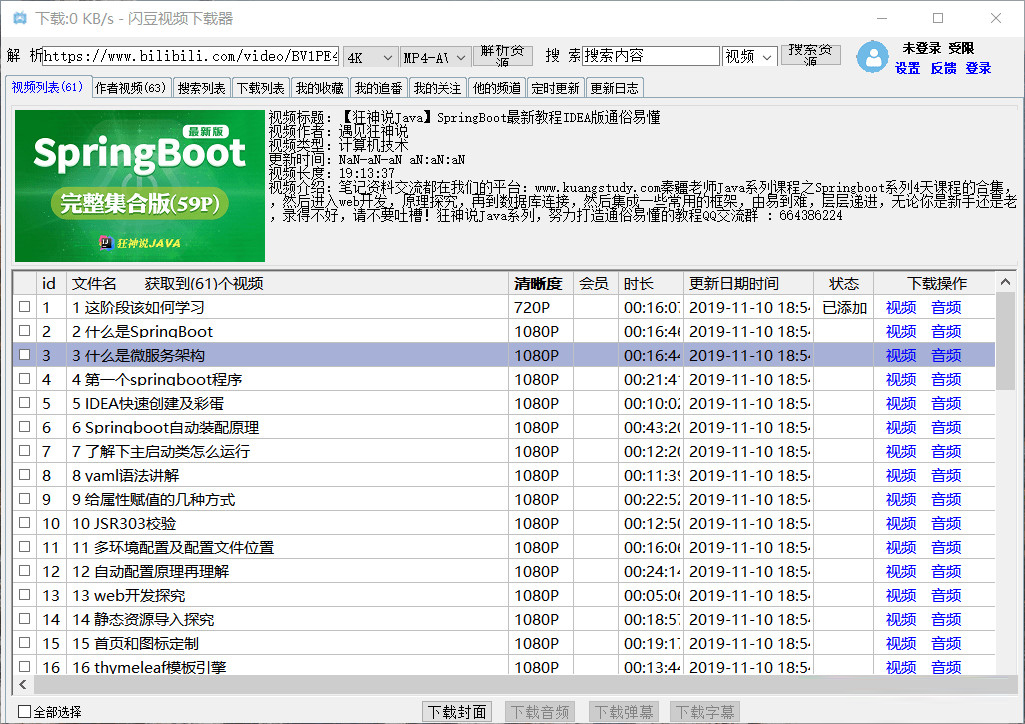 下载:0 KB/s - 闪豆视频下载器
解 析 https://www.bilibili.com/video/BV1PE4 4K MP4-A 解析资源 搜 索 搜索内容 视频 搜索资源 未登录 受限
设置 反馈 登录
视频列表(61) 作者视频(63) 搜索列表 下载列表 我的收藏 我的追番 我的关注 他的频道 定时更新 更新日志
最新版
SpringBoot
完整集合版(59P)
狂神说JAVA
视频标题：【狂神说Java】SpringBoot最新教程IDEA版通俗易懂
视频作者：遇见狂神说
视频类型：计算机技术
更新时间：NaN-aN-aN aN:aN:aN
视频长度：19:13:37
视频介绍：笔记资料交流都在我们的平台：www.kuangstudy.com秦疆老师Java系列课程之Springboot系列4天课程的合集，
，然后进入web开发，原理探究，再到数据库连接，然后集成一些常用的框架，由易到难，层层递进，无论你是新手还是老
，录得不好，请不要吐槽！狂神说Java系列，努力打造通俗易懂的教程QQ交流群 : 664386224
id 文件名 获取到(61)个视频 清晰度 会员 时长 更新日期时间 状态 下载操作
1 1 这阶段该如何学习 720P 00:16:07 2019-11-10 18:54 已添加 视频 音频
2 2 什么是SpringBoot 1080P 00:16:46 2019-11-10 18:54 视频 音频
3 3 什么是微服务架构 1080P 00:16:44 2019-11-10 18:54 视频 音频
4 4 第一个springboot程序 1080P 00:21:41 2019-11-10 18:54 视频 音频
5 5 IDEA快速创建及彩蛋 1080P 00:10:02 2019-11-10 18:54 视频 音频
6 6 Springboot自动装配原理 1080P 00:43:20 2019-11-10 18:54 视频 音频
7 7 了解下主启动类怎么运行 1080P 00:12:20 2019-11-10 18:54 视频 音频
8 8 yaml语法讲解 1080P 00:11:39 2019-11-10 18:54 视频 音频
9 9 给属性赋值的几种方式 1080P 00:22:52 2019-11-10 18:54 视频 音频
10 10 JSR303校验 1080P 00:12:50 2019-11-10 18:54 视频 音频
11 11 多环境配置及配置文件位置 1080P 00:16:06 2019-11-10 18:54 视频 音频
12 12 自动配置原理再理解 1080P 00:24:14 2019-11-10 18:54 视频 音频
13 13 web开发探究 1080P 00:05:06 2019-11-10 18:54 视频 音频
14 14 静态资源导入探究 1080P 00:18:57 2019-11-10 18:54 视频 音频
15 15 首页和图标定制 1080P 00:19:17 2019-11-10 18:54 视频 音频
16 16 thymeleaf模板引擎 1080P 00:13:44 2019-11-10 18:54 视频 音频
全部选择 下载封面 下载音频 下载弹幕 下载字幕